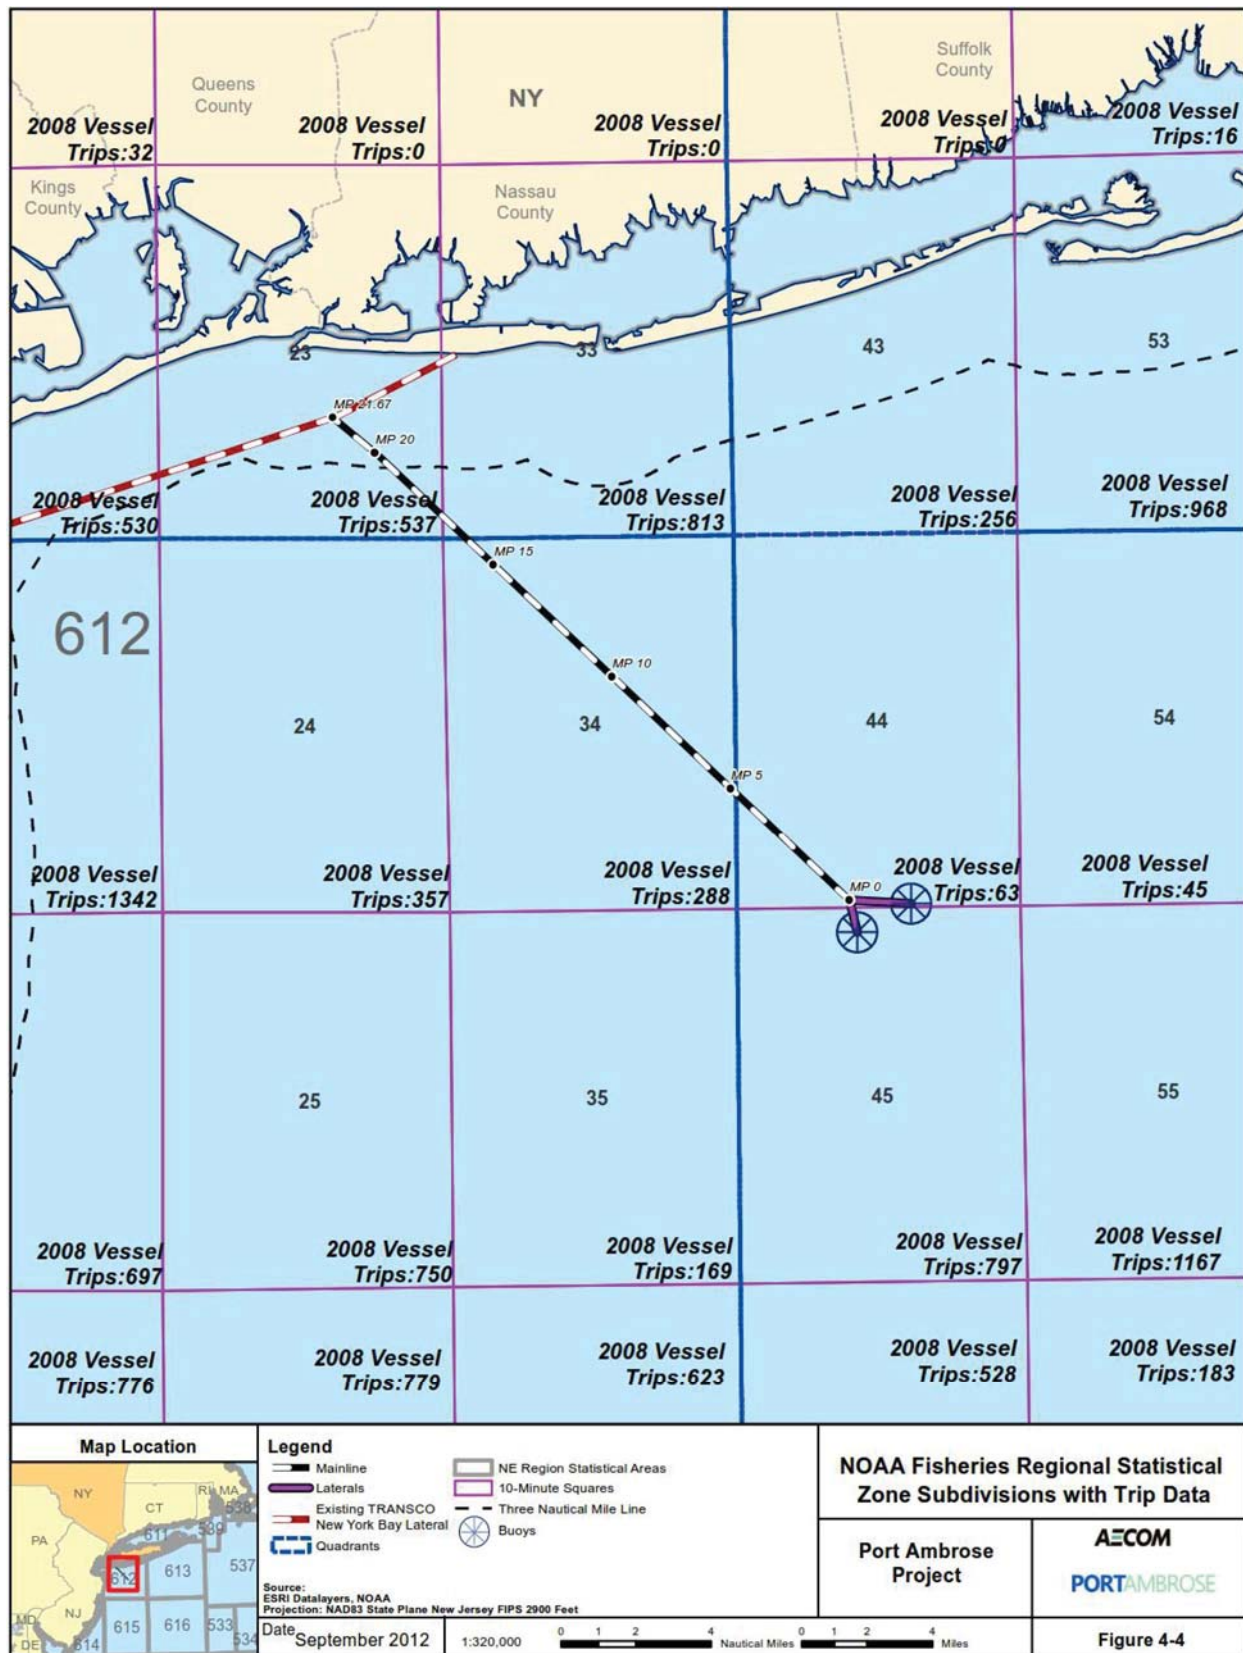 Queens
County
NY
Suffolk
County
2008 Vessel
Trips:32
2008 Vessel
Trips:0
2008 Vessel
Trips:0
2008 Vessel
Trips:0
2008 Vessel
Trips:16
Kings
County
Nassau
County
23
33
43
53
MP 21.67
MP 20
2008 Vessel
Trips:530
2008 Vessel
Trips:537
2008 Vessel
Trips:813
2008 Vessel
Trips:256
2008 Vessel
Trips:968
MP 15
612
MP 10
24
34
44
54
MP 5
2008 Vessel
Trips:1342
2008 Vessel
Trips:357
2008 Vessel
Trips:288
MP 0
2008 Vessel
Trips:63
2008 Vessel
Trips:45
25
35
45
55
2008 Vessel
Trips:697
2008 Vessel
Trips:750
2008 Vessel
Trips:169
2008 Vessel
Trips:797
2008 Vessel
Trips:1167
2008 Vessel
Trips:776
2008 Vessel
Trips:779
2008 Vessel
Trips:623
2008 Vessel
Trips:528
2008 Vessel
Trips:183
Map Location
NY
CT
RI
MA
538
539
611
PA
537
612
613
NJ
MD
DE
614
615
616
533
534
Legend
Mainline
Laterals
Existing TRANSCO
New York Bay Lateral
Quadrants
NE Region Statistical Areas
10-Minute Squares
Three Nautical Mile Line
Buoys
Source:
ESRI Datalayers, NOAA
Projection: NAD83 State Plane New Jersey FIPS 2900 Feet
Date
September 2012
1:320,000
0 1 2 4 Nautical Miles
0 1 2 4 Miles
NOAA Fisheries Regional Statistical
Zone Subdivisions with Trip Data
Port Ambrose
Project
AECOM
PORTAMBROSE
Figure 4-4